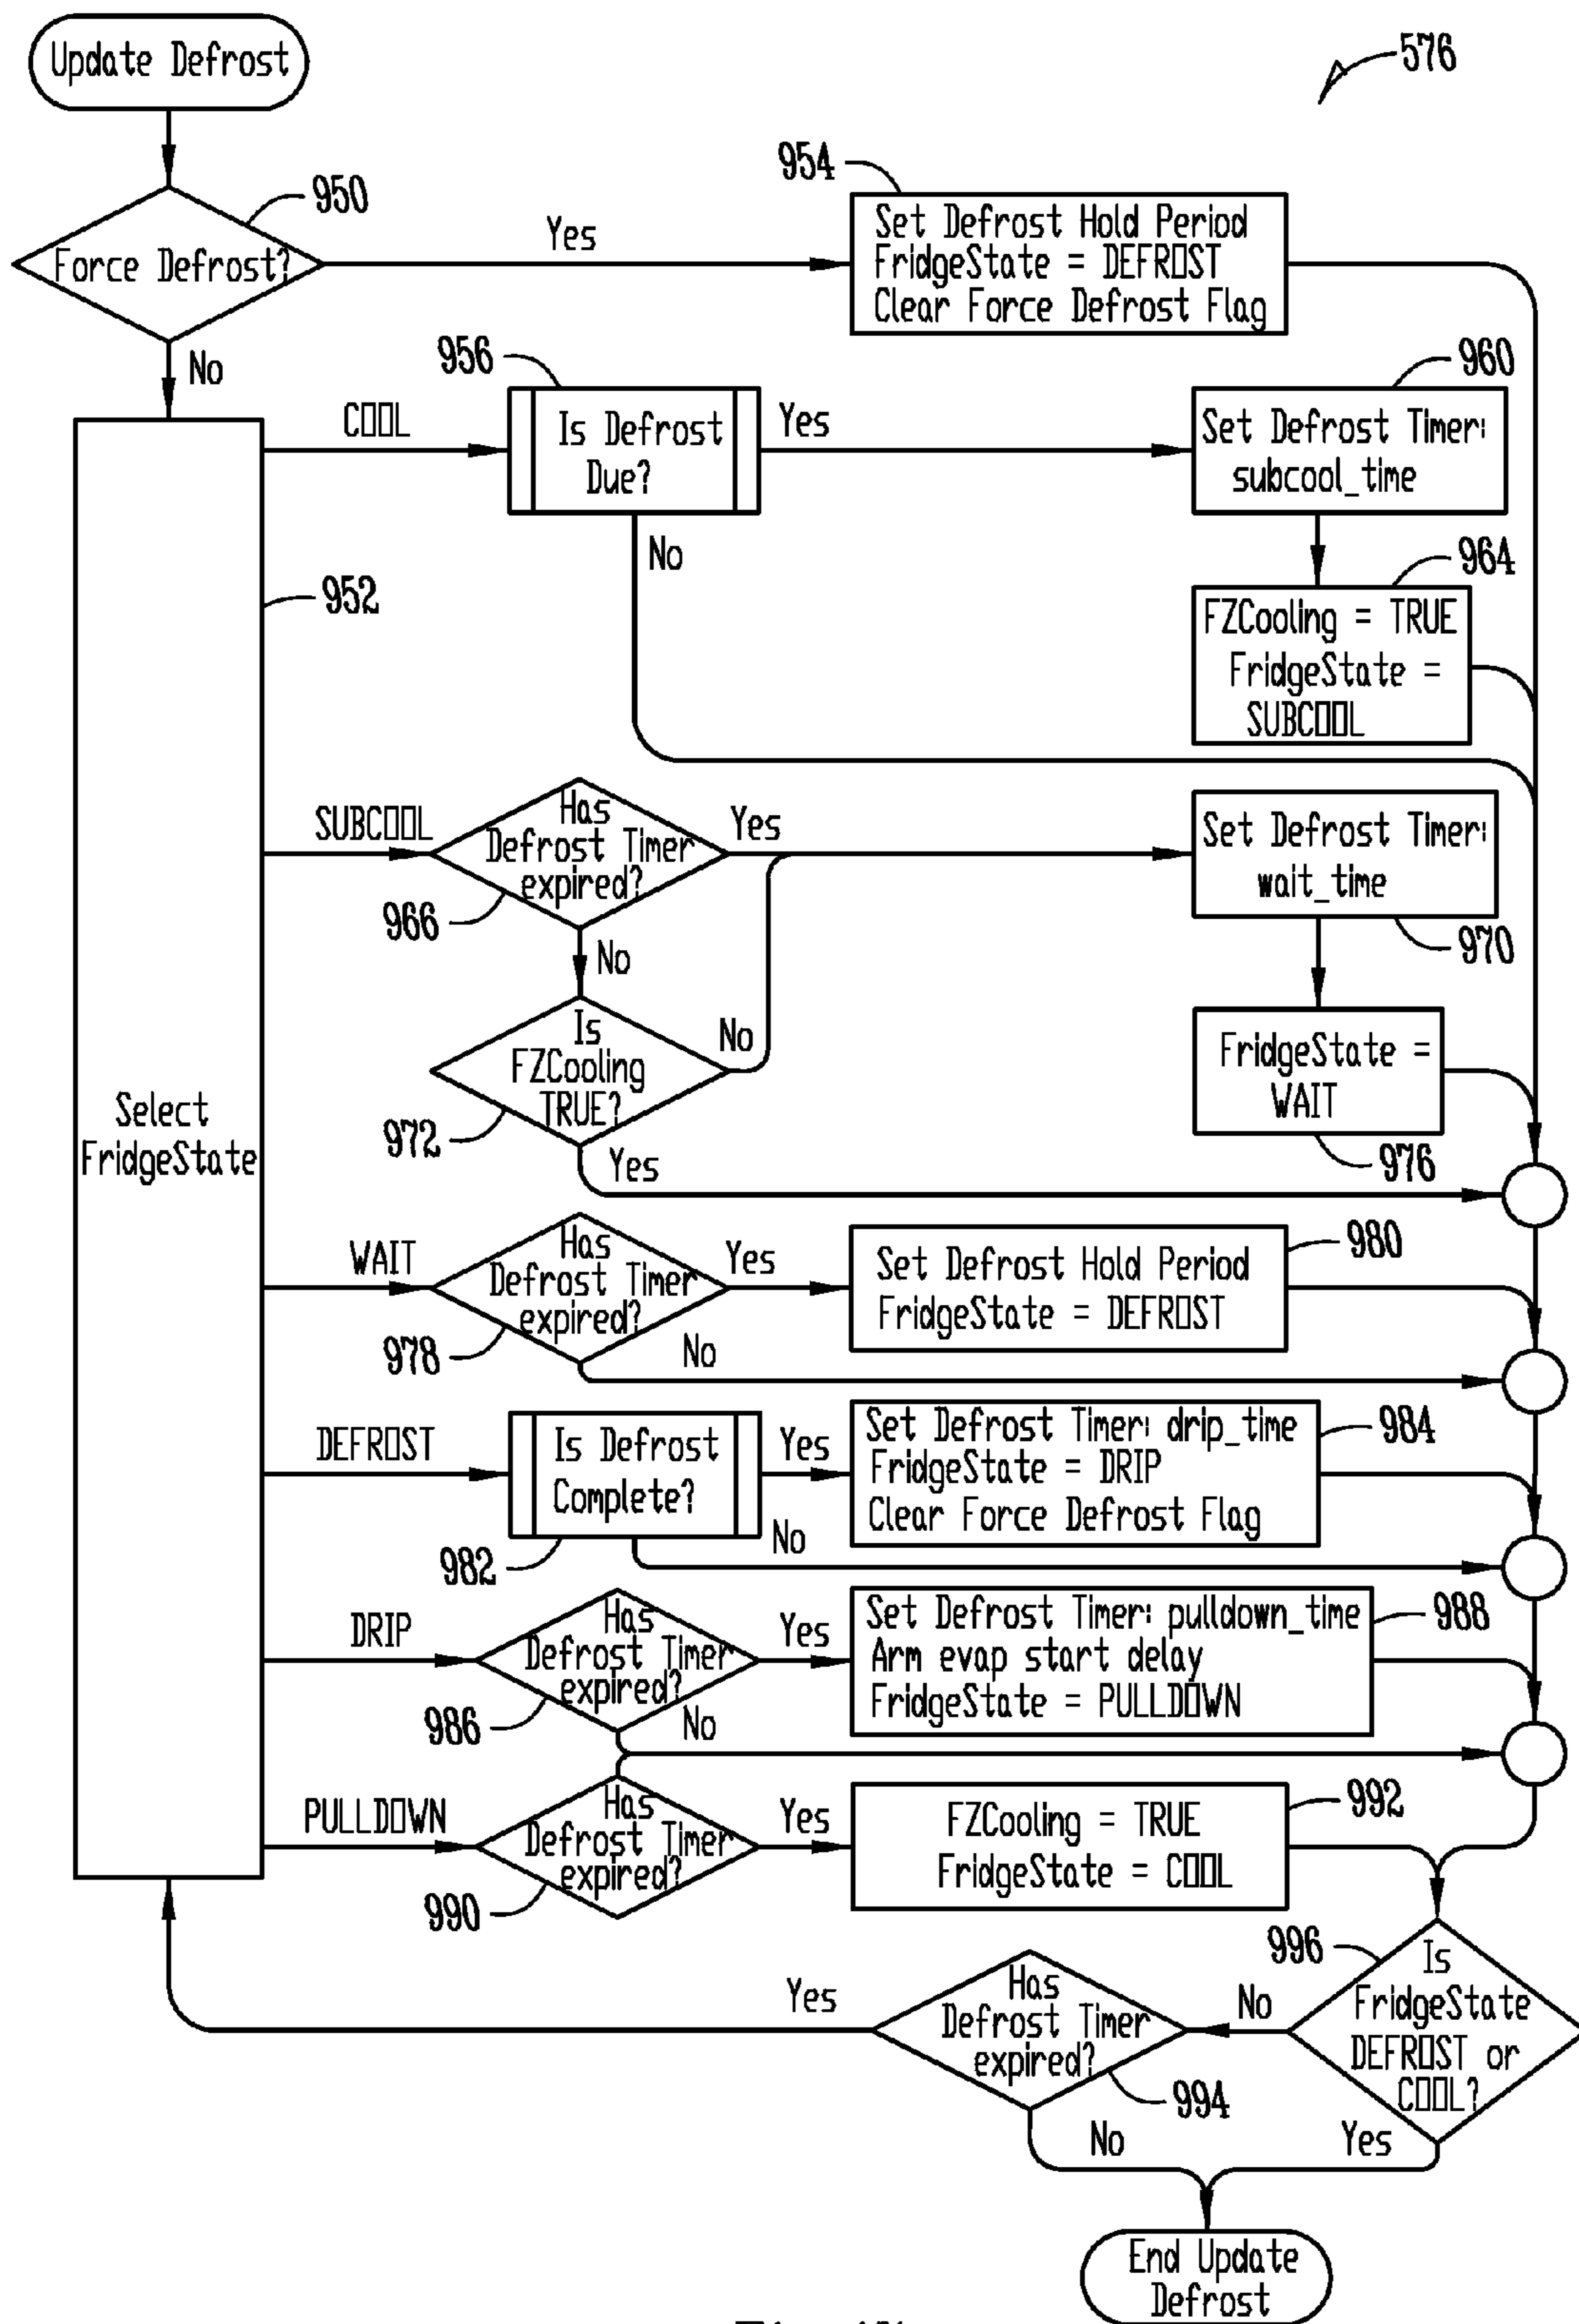 Update Defrost
576
950
Force Defrost?
Yes
954
Set Defrost Hold Period
FridgeState = DEFROST
Clear Force Defrost Flag
No
952
Select
FridgeState
COOL
956
Is Defrost
Due?
Yes
No
960
Set Defrost Timer:
subcool_time
964
FZCooling = TRUE
FridgeState =
SUBCOOL
SUBCOOL
Has
Defrost Timer
expired?
966
Yes
No
Set Defrost Timer:
wait_time
970
Is
FZCooling
TRUE?
972
No
Yes
FridgeState =
WAIT
976
WAIT
Has
Defrost Timer
expired?
978
Yes
No
980
Set Defrost Hold Period
FridgeState = DEFROST
DEFROST
Is Defrost
Complete?
982
Yes
No
984
Set Defrost Timer: drip_time
FridgeState = DRIP
Clear Force Defrost Flag
DRIP
Has
Defrost Timer
expired?
986
Yes
No
988
Set Defrost Timer: pulldown_time
Arm evap start delay
FridgeState = PULLDOWN
PULLDOWN
Has
Defrost Timer
expired?
990
Yes
992
FZCooling = TRUE
FridgeState = COOL
996
Is
FridgeState
DEFROST or
COOL?
No
Yes
Has
Defrost Timer
expired?
994
Yes
No
End Update
Defrost